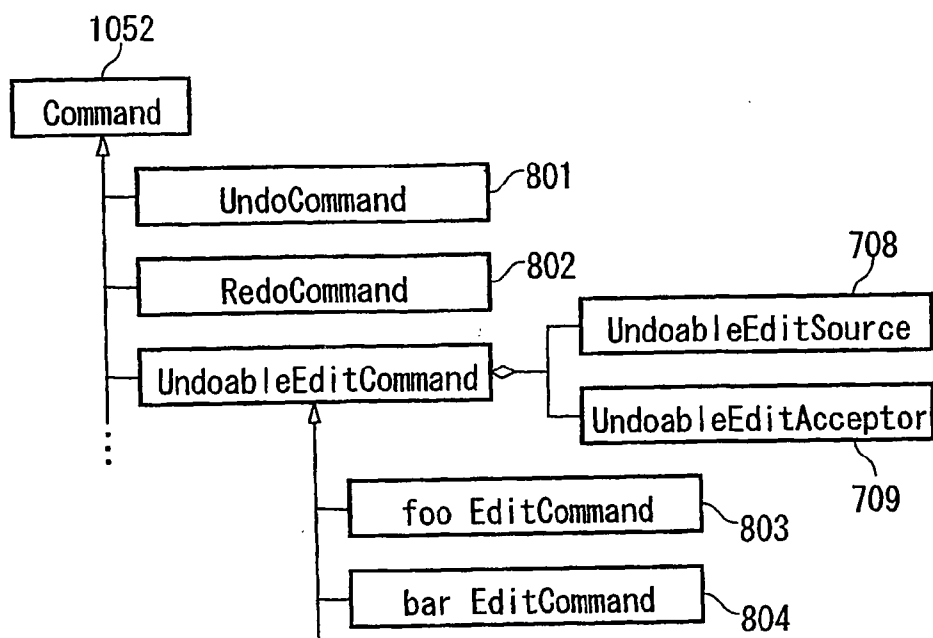 1052
Command
UndoCommand
801
RedoCommand
802
708
UndoableEditSource
UndoableEditCommand
UndoableEditAcceptor
709
...
foo EditCommand
803
bar EditCommand
804